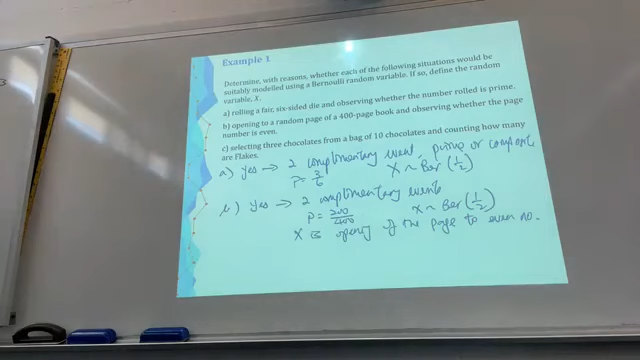 Example 1
Determine, with reasons, whether each of the following situations would be
suitably modelled using a Bernoulli random variable. If so, define the random
variable, X.
a) rolling a fair, six-sided die and observing whether the number rolled is prime.
b) opening to a random page of a 400-page book and observing whether the page
number is even.
c) selecting three chocolates from a bag of 10 chocolates and counting how many
are Flakes.
a) Yes → 2 complimentary event, prime or composite
P = 3/6 X ~ Ber (1/2)
b) Yes → 2 complimentary events
P = 200/400 X ~ Ber (1/2)
X is opening of the page to even no.